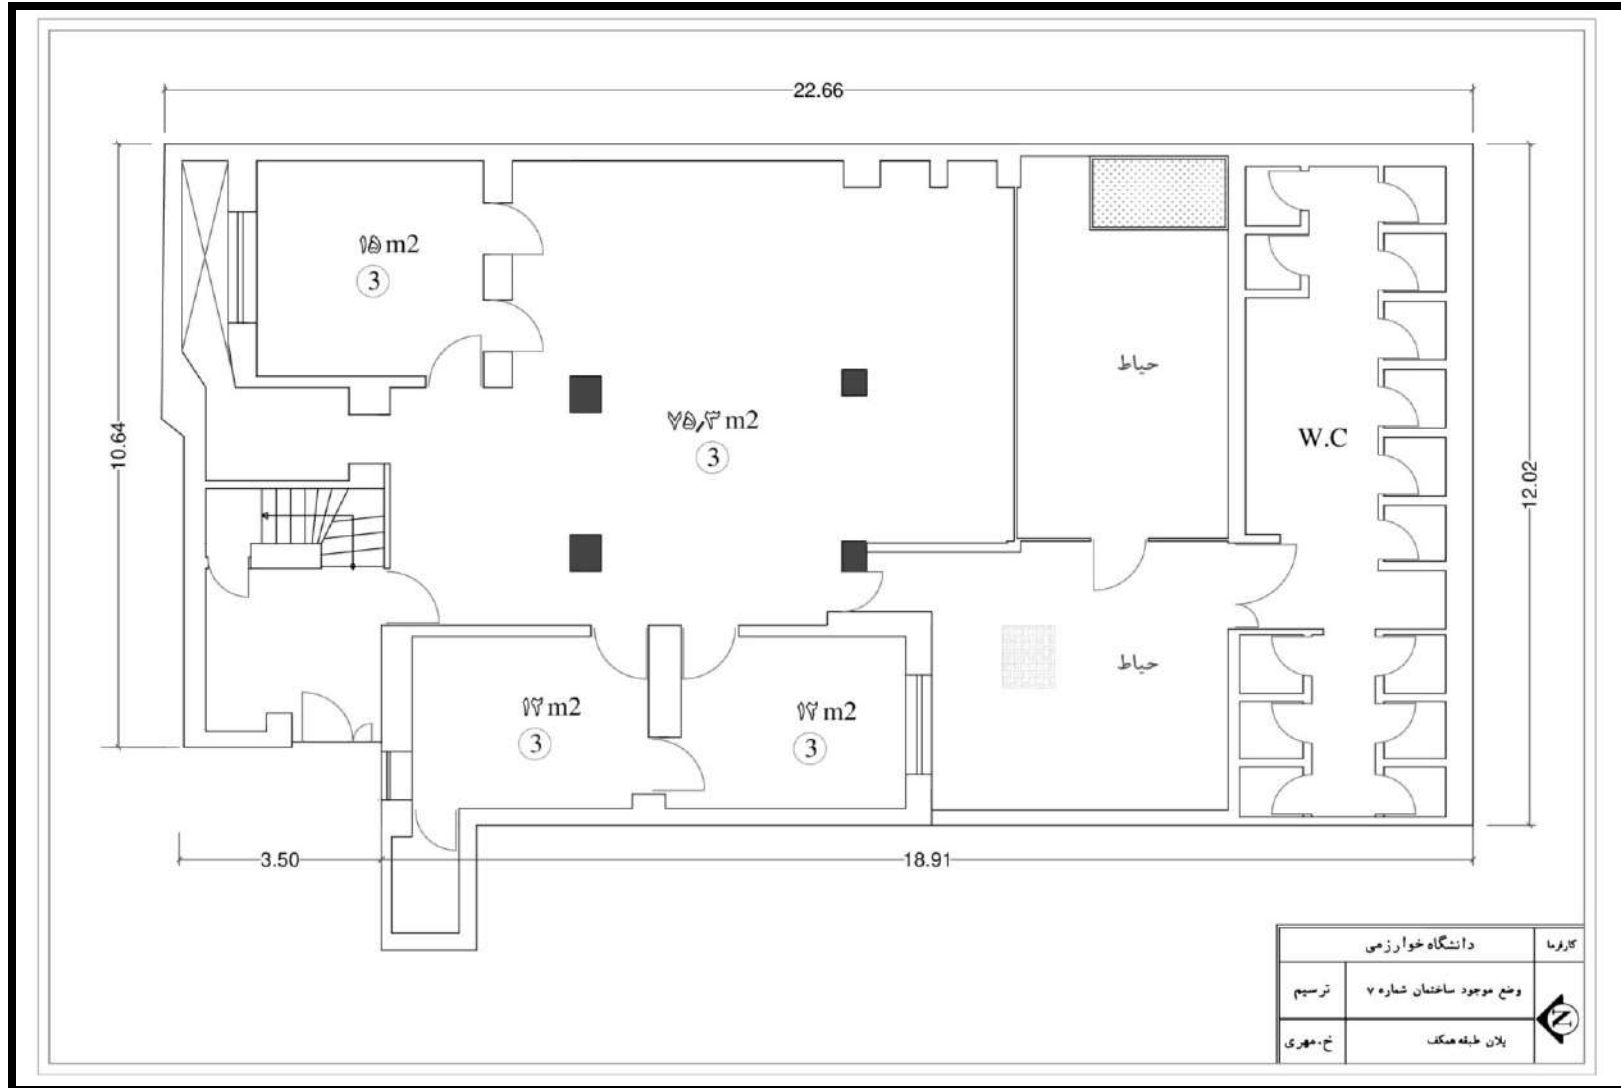 22.66
۱۵ m2
3
حیاط
۷۵٫۳ m2
3
W.C
10.64
12.02
حیاط
۱۲ m2
3
۱۲ m2
3
3.50
18.91
کارفرما
دانشگاه خوارزمی
وضع موجود ساختمان شماره ۷
ترسیم
پلان طبقه همکف
خ.مهری
N